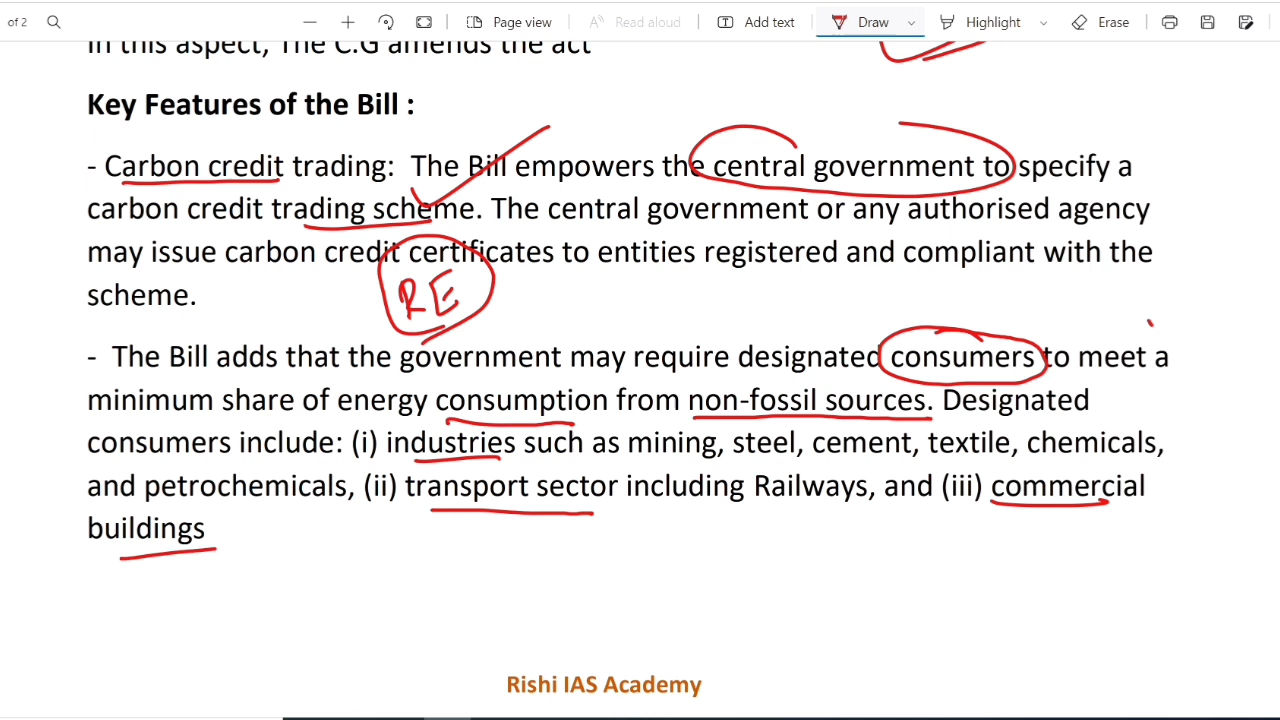 of 2
Page view
Read aloud
Add text
Draw
Highlight
Erase
In this aspect, The C.G amends the act
Key Features of the Bill :
- Carbon credit trading: The Bill empowers the central government to specify a
carbon credit trading scheme. The central government or any authorised agency
may issue carbon credit certificates to entities registered and compliant with the
scheme.
RE
- The Bill adds that the government may require designated consumers to meet a
minimum share of energy consumption from non-fossil sources. Designated
consumers include: (i) industries such as mining, steel, cement, textile, chemicals,
and petrochemicals, (ii) transport sector including Railways, and (iii) commercial
buildings
Rishi IAS Academy